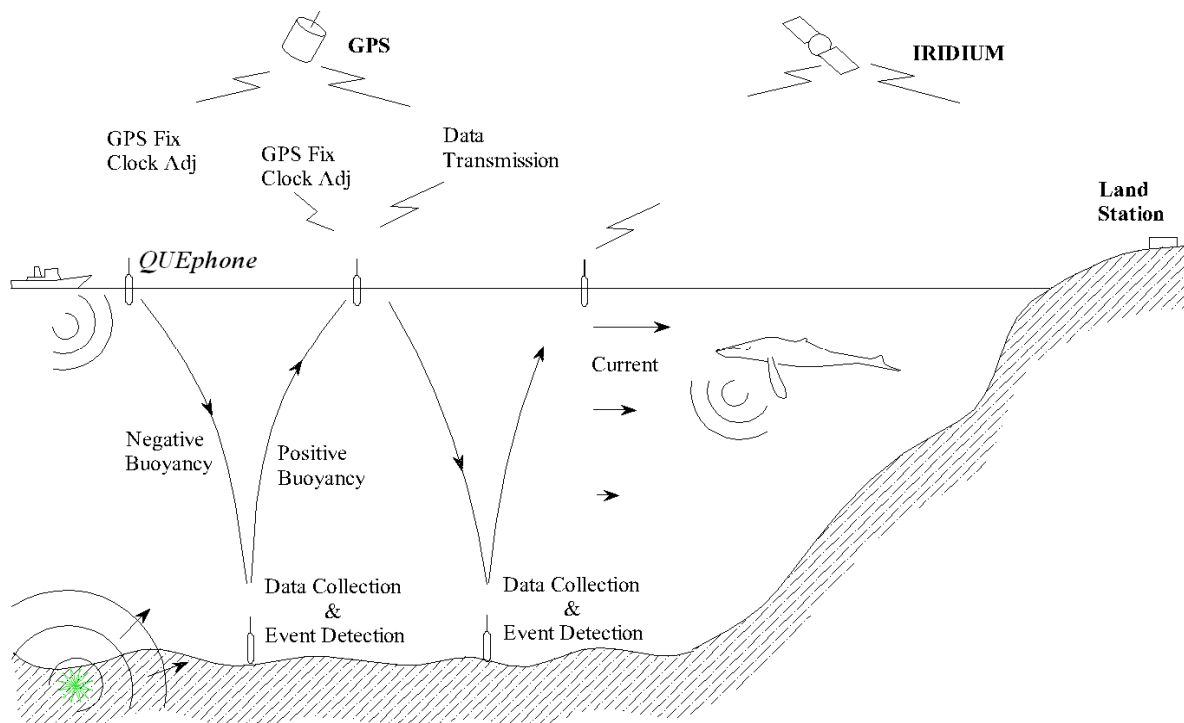 GPS
IRIDIUM
GPS Fix
Clock Adj
GPS Fix
Clock Adj
Data
Transmission
Land
Station
QUEphone
Current
Negative
Buoyancy
Positive
Buoyancy
Data Collection
&
Event Detection
Data Collection
&
Event Detection